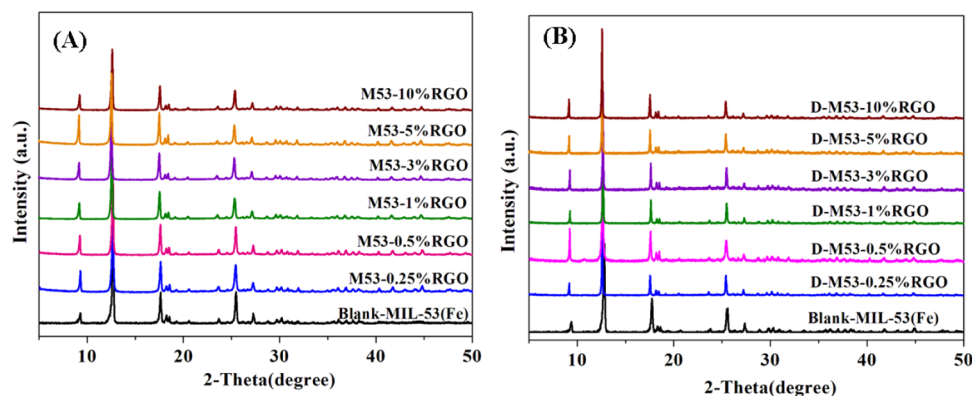 (A)
M53-10%RGO
M53-5%RGO
M53-3%RGO
M53-1%RGO
M53-0.5%RGO
M53-0.25%RGO
Blank-MIL-53(Fe)
Intensity (a.u.)
10 20 30 40 50
2-Theta(degree)
(B)
D-M53-10%RGO
D-M53-5%RGO
D-M53-3%RGO
D-M53-1%RGO
D-M53-0.5%RGO
D-M53-0.25%RGO
Blank-MIL-53(Fe)
Intensity (a.u.)
10 20 30 40 50
2-Theta(degree)